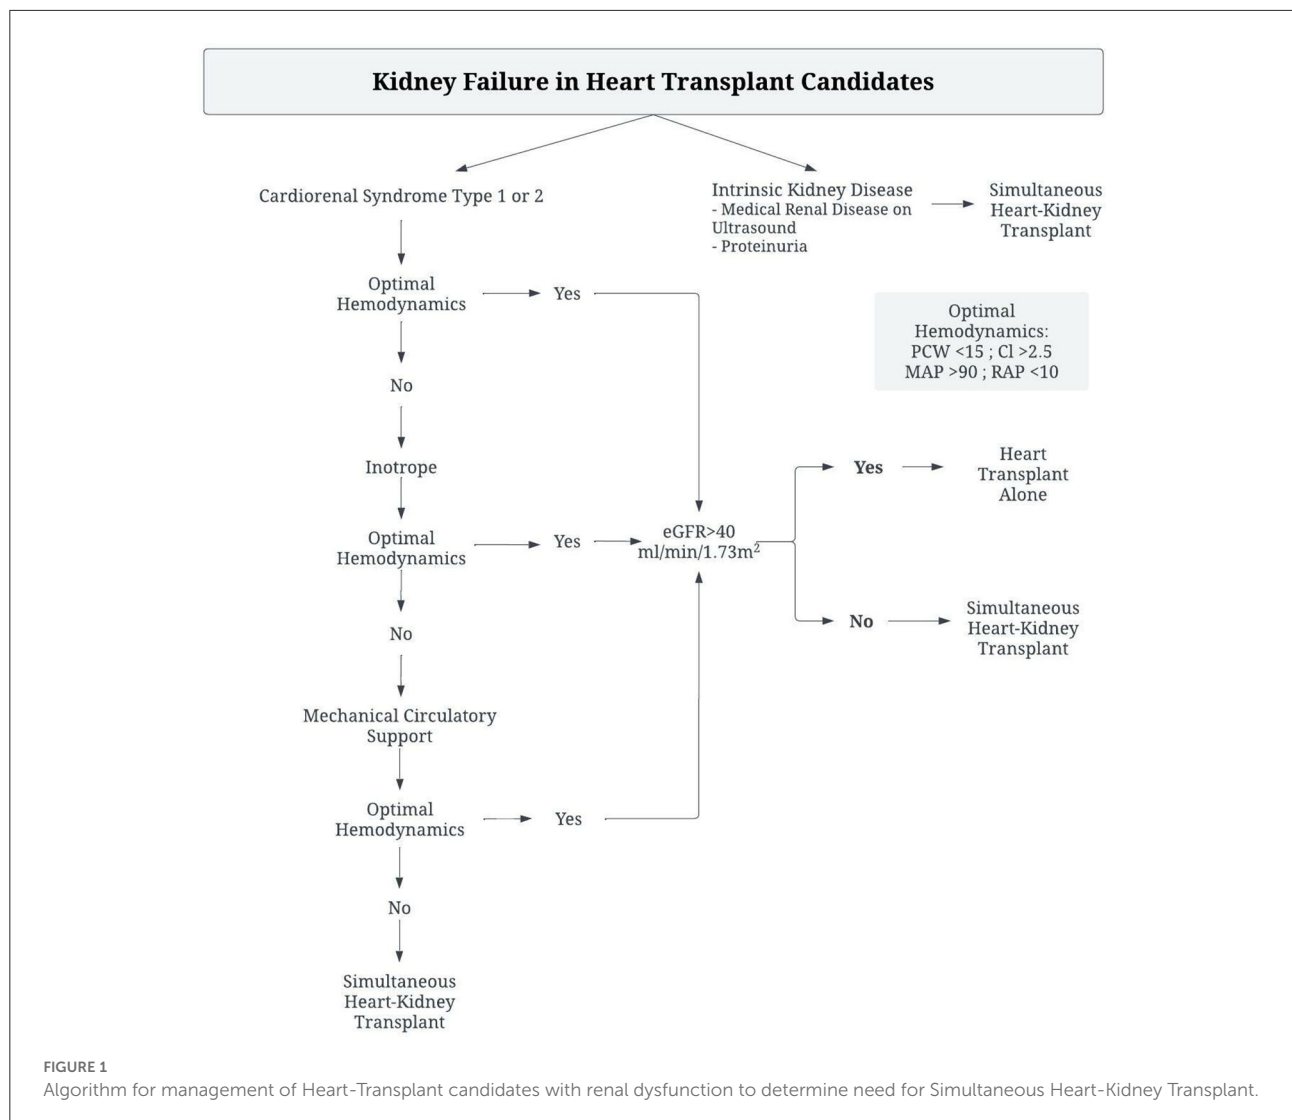 Kidney Failure in Heart Transplant Candidates
Cardiorenal Syndrome Type 1 or 2
Intrinsic Kidney Disease
- Medical Renal Disease on
Ultrasound
- Proteinuria
Simultaneous
Heart-Kidney
Transplant
Optimal
Hemodynamics
Yes
Optimal
Hemodynamics:
PCW <15 ; Cl >2.5
MAP >90 ; RAP <10
No
Inotrope
Optimal
Hemodynamics
Yes
eGFR>40
ml/min/1.73m²
Yes
Heart
Transplant
Alone
No
Simultaneous
Heart-Kidney
Transplant
No
Mechanical Circulatory
Support
Optimal
Hemodynamics
Yes
No
Simultaneous
Heart-Kidney
Transplant
FIGURE 1
Algorithm for management of Heart-Transplant candidates with renal dysfunction to determine need for Simultaneous Heart-Kidney Transplant.